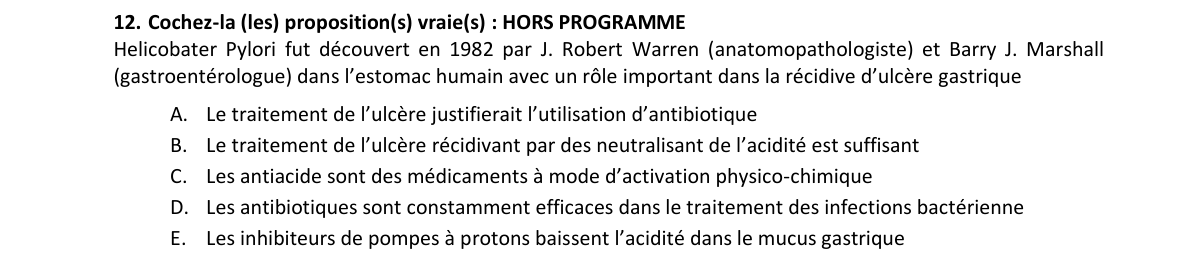 12. Cochez-la (les) proposition(s) vraie(s) : HORS PROGRAMME
Helicobater Pylori fut découvert en 1982 par J. Robert Warren (anatomopathologiste) et Barry J. Marshall
(gastroentérologue) dans l’estomac humain avec un rôle important dans la récidive d’ulcère gastrique
A. Le traitement de l’ulcère justifierait l’utilisation d’antibiotique
B. Le traitement de l’ulcère récidivant par des neutralisant de l’acidité est suffisant
C. Les antiacide sont des médicaments à mode d’activation physico-chimique
D. Les antibiotiques sont constamment efficaces dans le traitement des infections bactérienne
E. Les inhibiteurs de pompes à protons baissent l’acidité dans le mucus gastrique